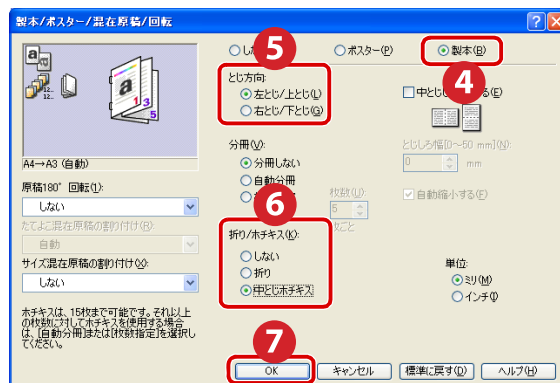 製本/ポスター/混在原稿/回転
5
ポスター(P)
製本(B)
4
とじ方向:
左とじ/上とじ(L)
右とじ/下とじ(G)
A4→A3 (自動)
原稿180° 回転(1):
しない
たてよこ混在原稿の割り付け(R):
自動
サイズ混在原稿の割り付け(X):
しない
ホチキスは、15枚まで可能です。それ以上
の枚数に対してホチキスを使用する場合
は、[自動分冊]または[枚数指定]を選択し
てください。
分冊(V):
分冊しない
自動分冊
枚数(U):
5
6
折り/ホチキス(K):
しない
折り
中とじホチキス
とじしろ幅[0~50 mm](N):
0 mm
自動縮小する(F)
単位:
ミリ(M)
インチ(I)
7
OK
キャンセル
標準に戻す(D)
ヘルプ(H)